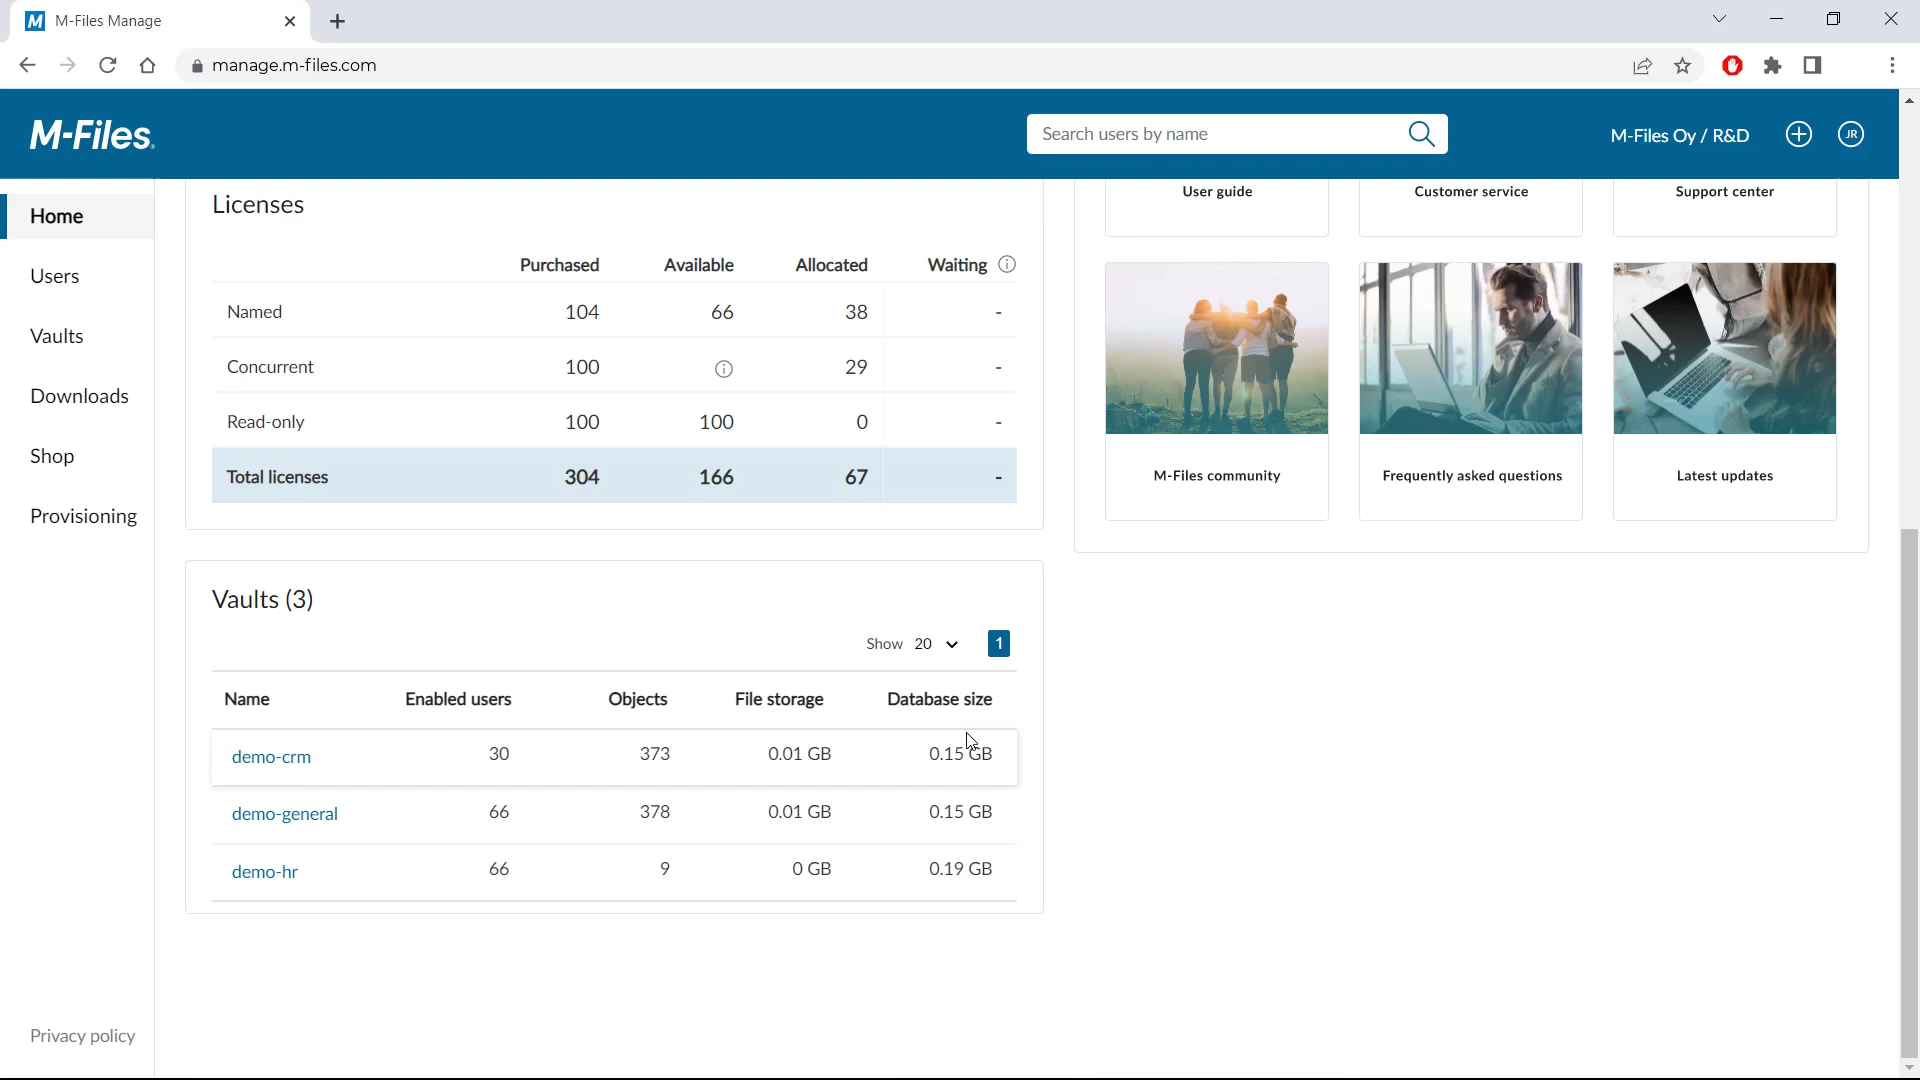 M-Files Manage
manage.m-files.com
M-Files
Search users by name
M-Files Oy / R&D
JR
Home
Users
Vaults
Downloads
Shop
Provisioning
Privacy policy
Licenses
Purchased Available Allocated Waiting
Named 104 66 38 -
Concurrent 100 29 -
Read-only 100 100 0 -
Total licenses 304 166 67 -
Vaults (3)
Show 20 1
Name Enabled users Objects File storage Database size
demo-crm 30 373 0.01 GB 0.15 GB
demo-general 66 378 0.01 GB 0.15 GB
demo-hr 66 9 0 GB 0.19 GB
User guide
Customer service
Support center
M-Files community
Frequently asked questions
Latest updates